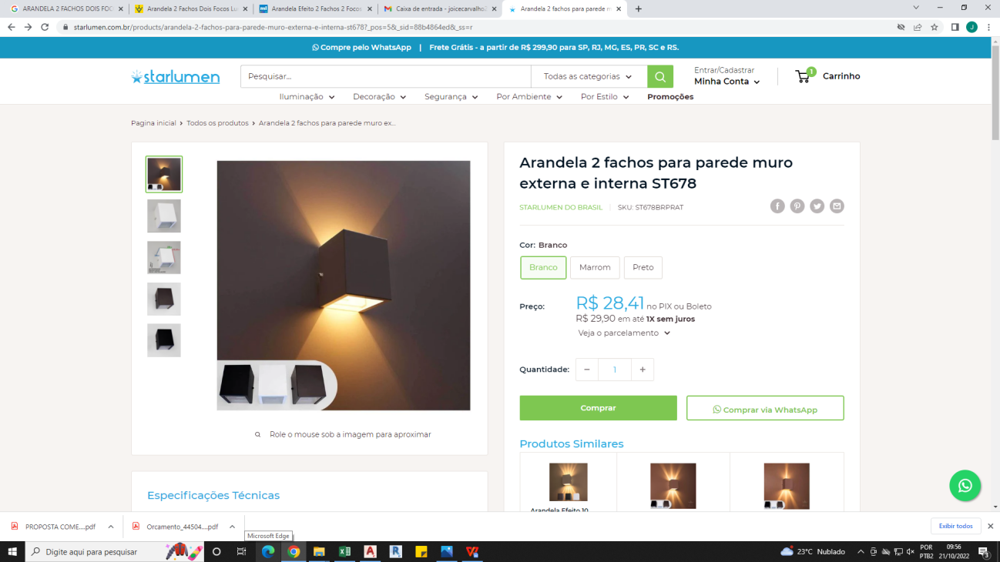 ARANDELA 2 FACHOS DOIS FOC
Arandela 2 Fachos Dois Focos Lu
Arandela Efeito 2 Fachos 2 Focos
Caixa de entrada - joicecarvalho
Arandela 2 fachos para parede m
starlumen.com.br/products/arandela-2-fachos-para-parede-muro-externa-e-interna-st678?_pos=5&_sid=88b4864ed&_ss=r
J
Compre pelo WhatsApp | Frete Grátis - a partir de R$ 299,90 para SP, RJ, MG, ES, PR, SC e RS.
starlumen
Pesquisar...
Todas as categorias
Entrar/Cadastrar
Minha Conta
1
Carrinho
Iluminação
Decoração
Segurança
Por Ambiente
Por Estilo
Promoções
Pagina inicial > Todos os produtos > Arandela 2 fachos para parede muro ex...
Arandela 2 fachos para parede muro
externa e interna ST678
STARLUMEN DO BRASIL
SKU: ST678BRPRAT
Cor: Branco
Branco
Marrom
Preto
Preço:
R$ 28,41 no PIX ou Boleto
R$ 29,90 em até 1X sem juros
Veja o parcelamento
Quantidade:
− 1 +
Comprar
Comprar via WhatsApp
Role o mouse sob a imagem para aproximar
Produtos Similares
Arandela Efeito 10
Especificações Técnicas
PROPOSTA COME....pdf
Orcamento_44504....pdf
Exibir todos
Microsoft Edge
Digite aqui para pesquisar
23°C Nublado
POR
PTB2
09:56
21/10/2022
3